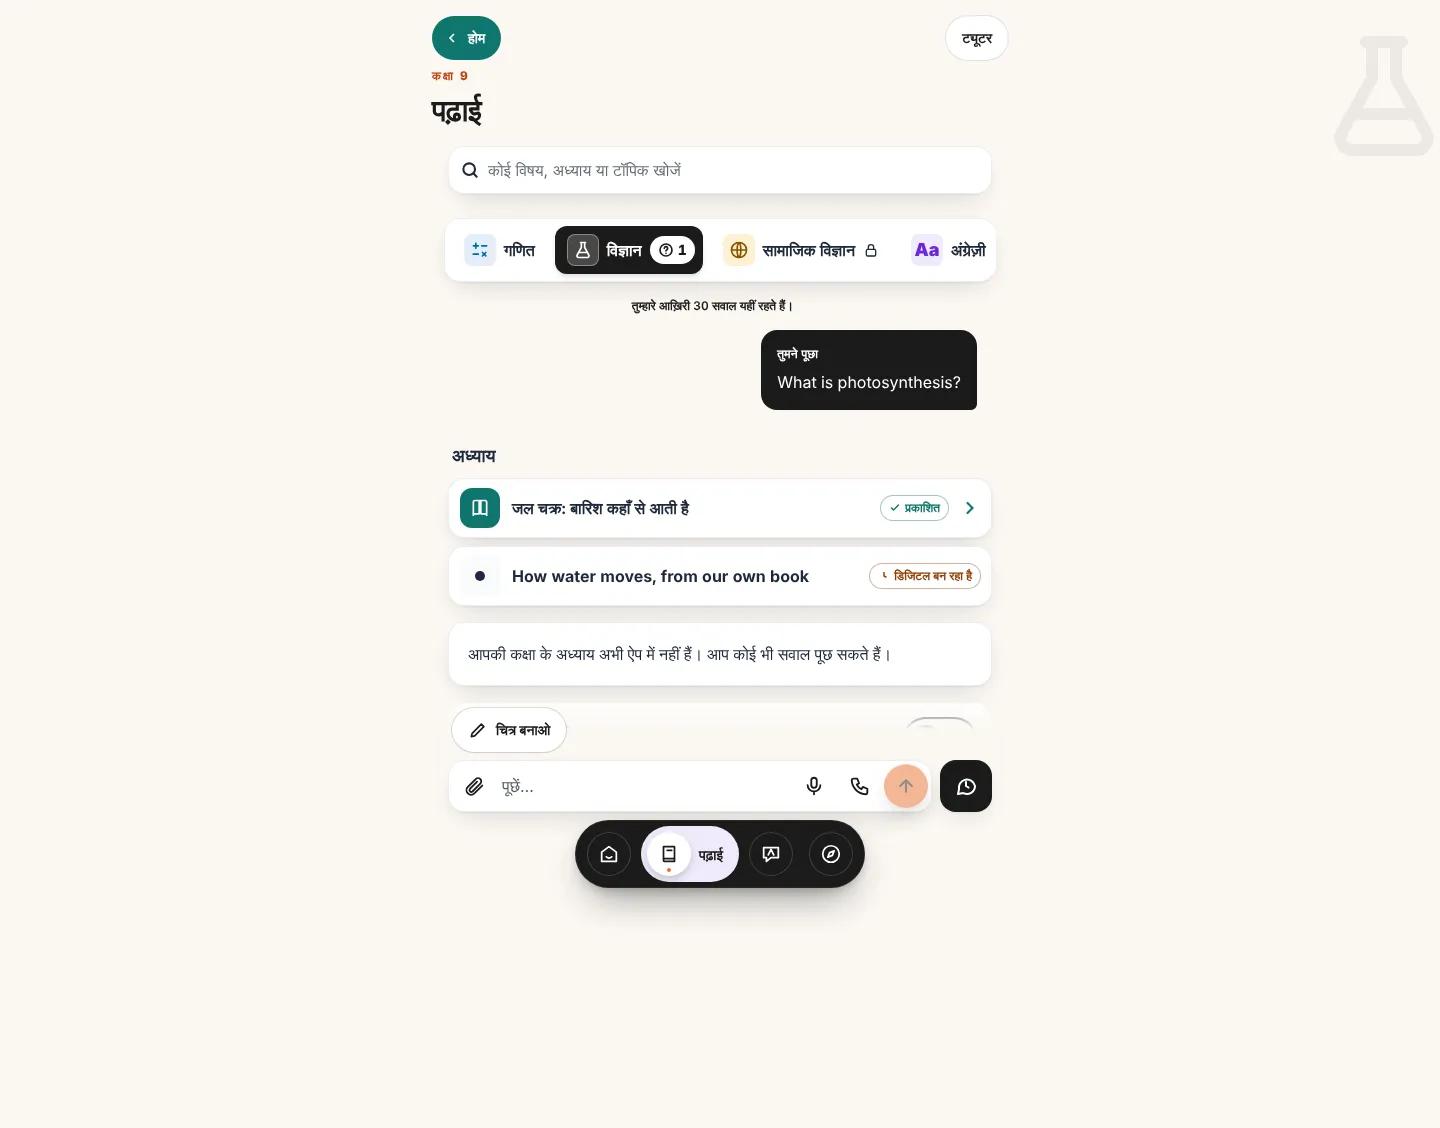 होम
ट्यूटर
कक्षा 9
पढ़ाई
कोई विषय, अध्याय या टॉपिक खोजें
गणित
विज्ञान
1
सामाजिक विज्ञान
Aa
अंग्रेज़ी
तुम्हारे आख़िरी 30 सवाल यहीं रहते हैं।
तुमने पूछा
What is photosynthesis?
अध्याय
जल चक्र: बारिश कहाँ से आती है
प्रकाशित
How water moves, from our own book
डिजिटल बन रहा है
आपकी कक्षा के अध्याय अभी ऐप में नहीं हैं। आप कोई भी सवाल पूछ सकते हैं।
चित्र बनाओ
पूछें...
पढ़ाई